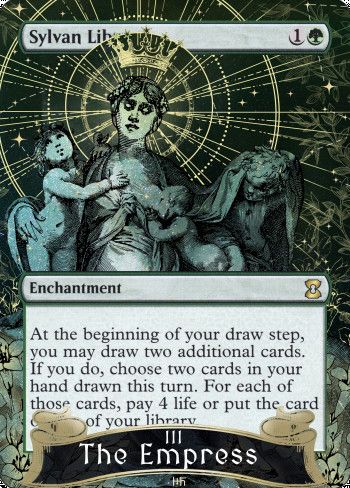 Sylvan Lib
1
Enchantment
At the beginning of your draw step,
you may draw two additional cards.
If you do, choose two cards in your
hand drawn this turn. For each of
those cards, pay 4 life or put the card
of your library.
III
The Empress